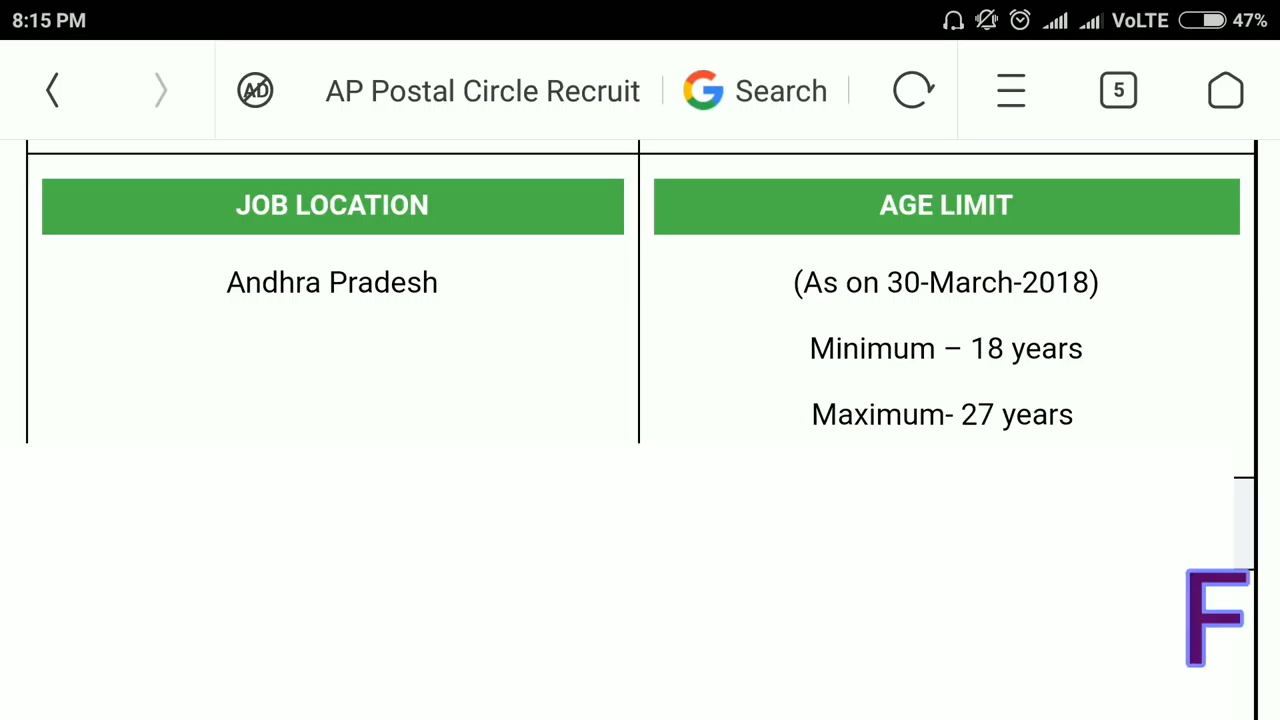 8:15 PM VoLTE 47%
AD AP Postal Circle Recruit G Search 5
JOB LOCATION
Andhra Pradesh
AGE LIMIT
(As on 30-March-2018)
Minimum – 18 years
Maximum- 27 years
F